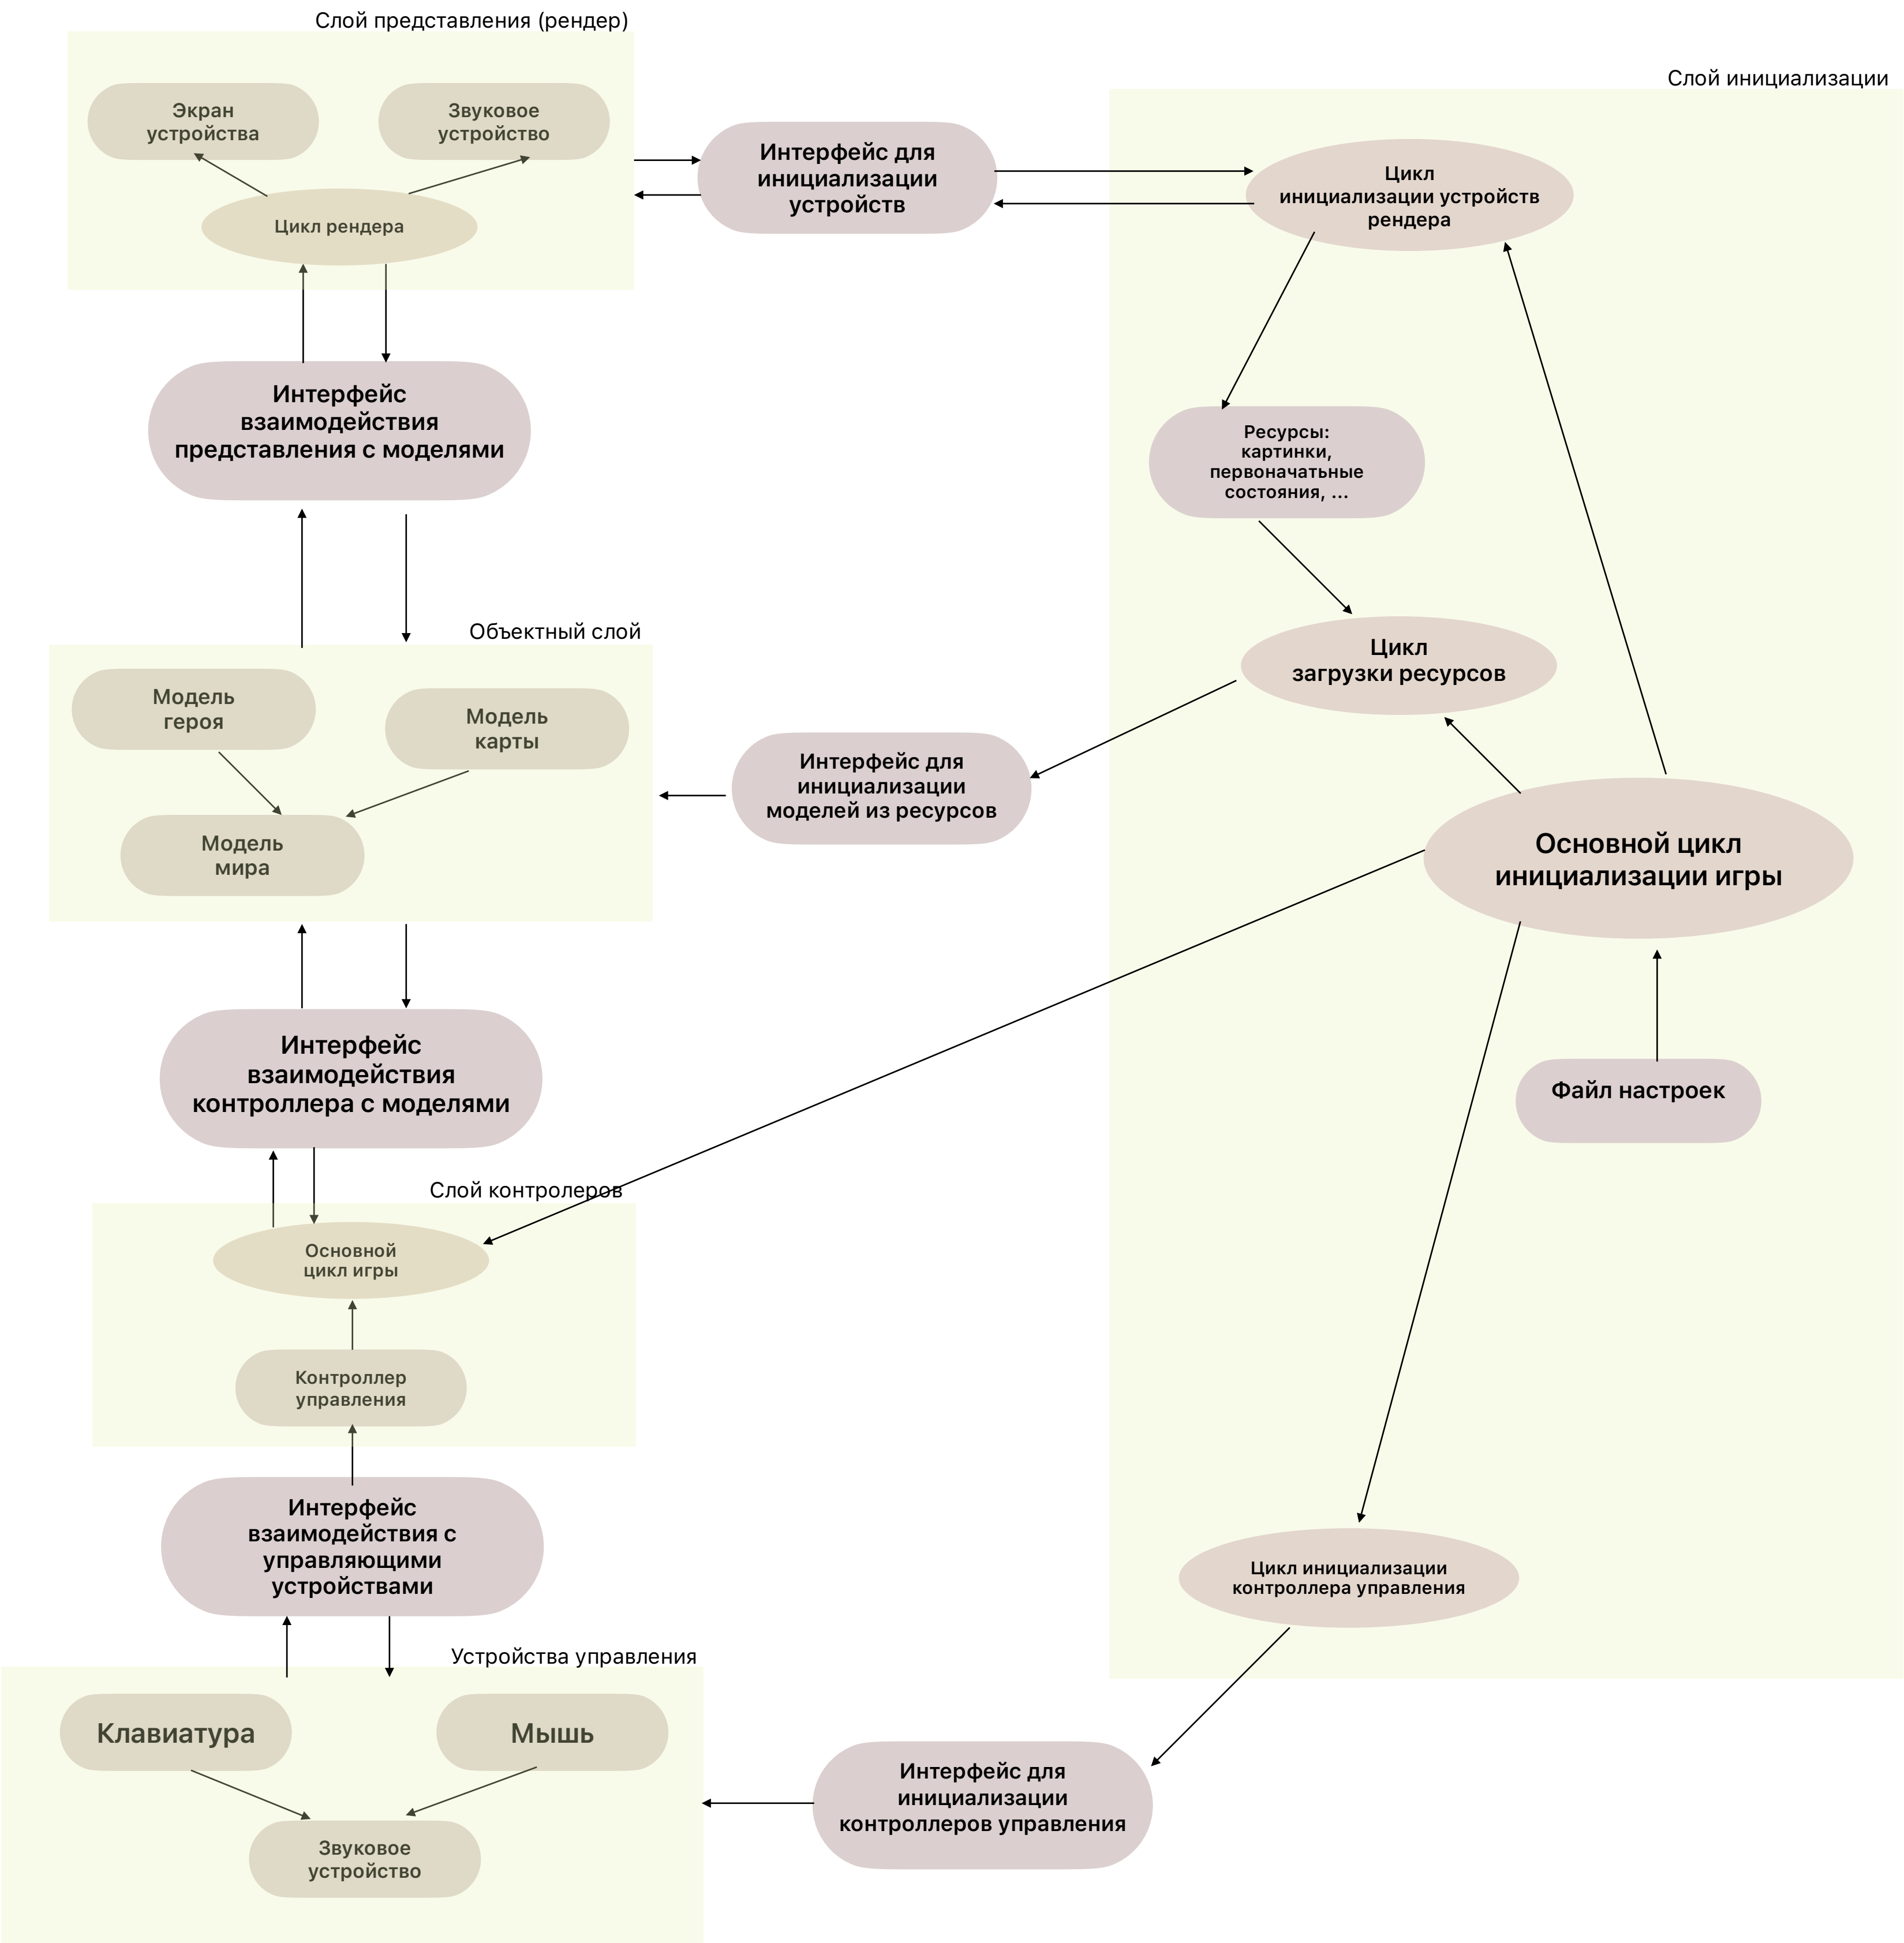 Слой представления (рендер)
Экран
устройства
Звуковое
устройство
Цикл рендера
Интерфейс для
инициализации
устройств
Слой инициализации
Цикл
инициализации устройств
рендера
Интерфейс
взаимодействия
представления с моделями
Ресурсы:
картинки,
первоначатьные
состояния, ...
Объектный слой
Модель
героя
Модель
карты
Модель
мира
Интерфейс для
инициализации
моделей из ресурсов
Цикл
загрузки ресурсов
Основной цикл
инициализации игры
Файл настроек
Интерфейс
взаимодействия
контроллера с моделями
Слой контролеров
Основной
цикл игры
Контроллер
управления
Интерфейс
взаимодействия с
управляющими
устройствами
Цикл инициализации
контроллера управления
Устройства управления
Клавиатура
Мышь
Звуковое
устройство
Интерфейс для
инициализации
контроллеров управления